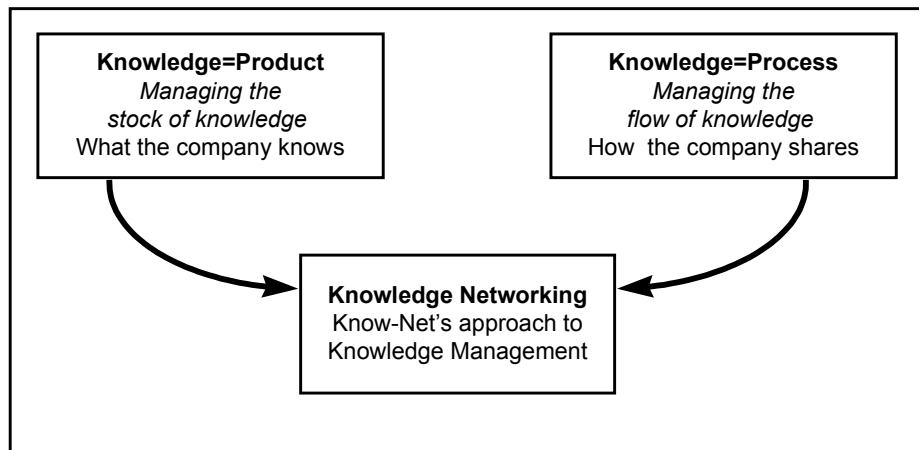 Knowledge=Product
Managing the
stock of knowledge
What the company knows
Knowledge=Process
Managing the
flow of knowledge
How  the company shares
Knowledge Networking
Know-Net’s approach to
Knowledge Management